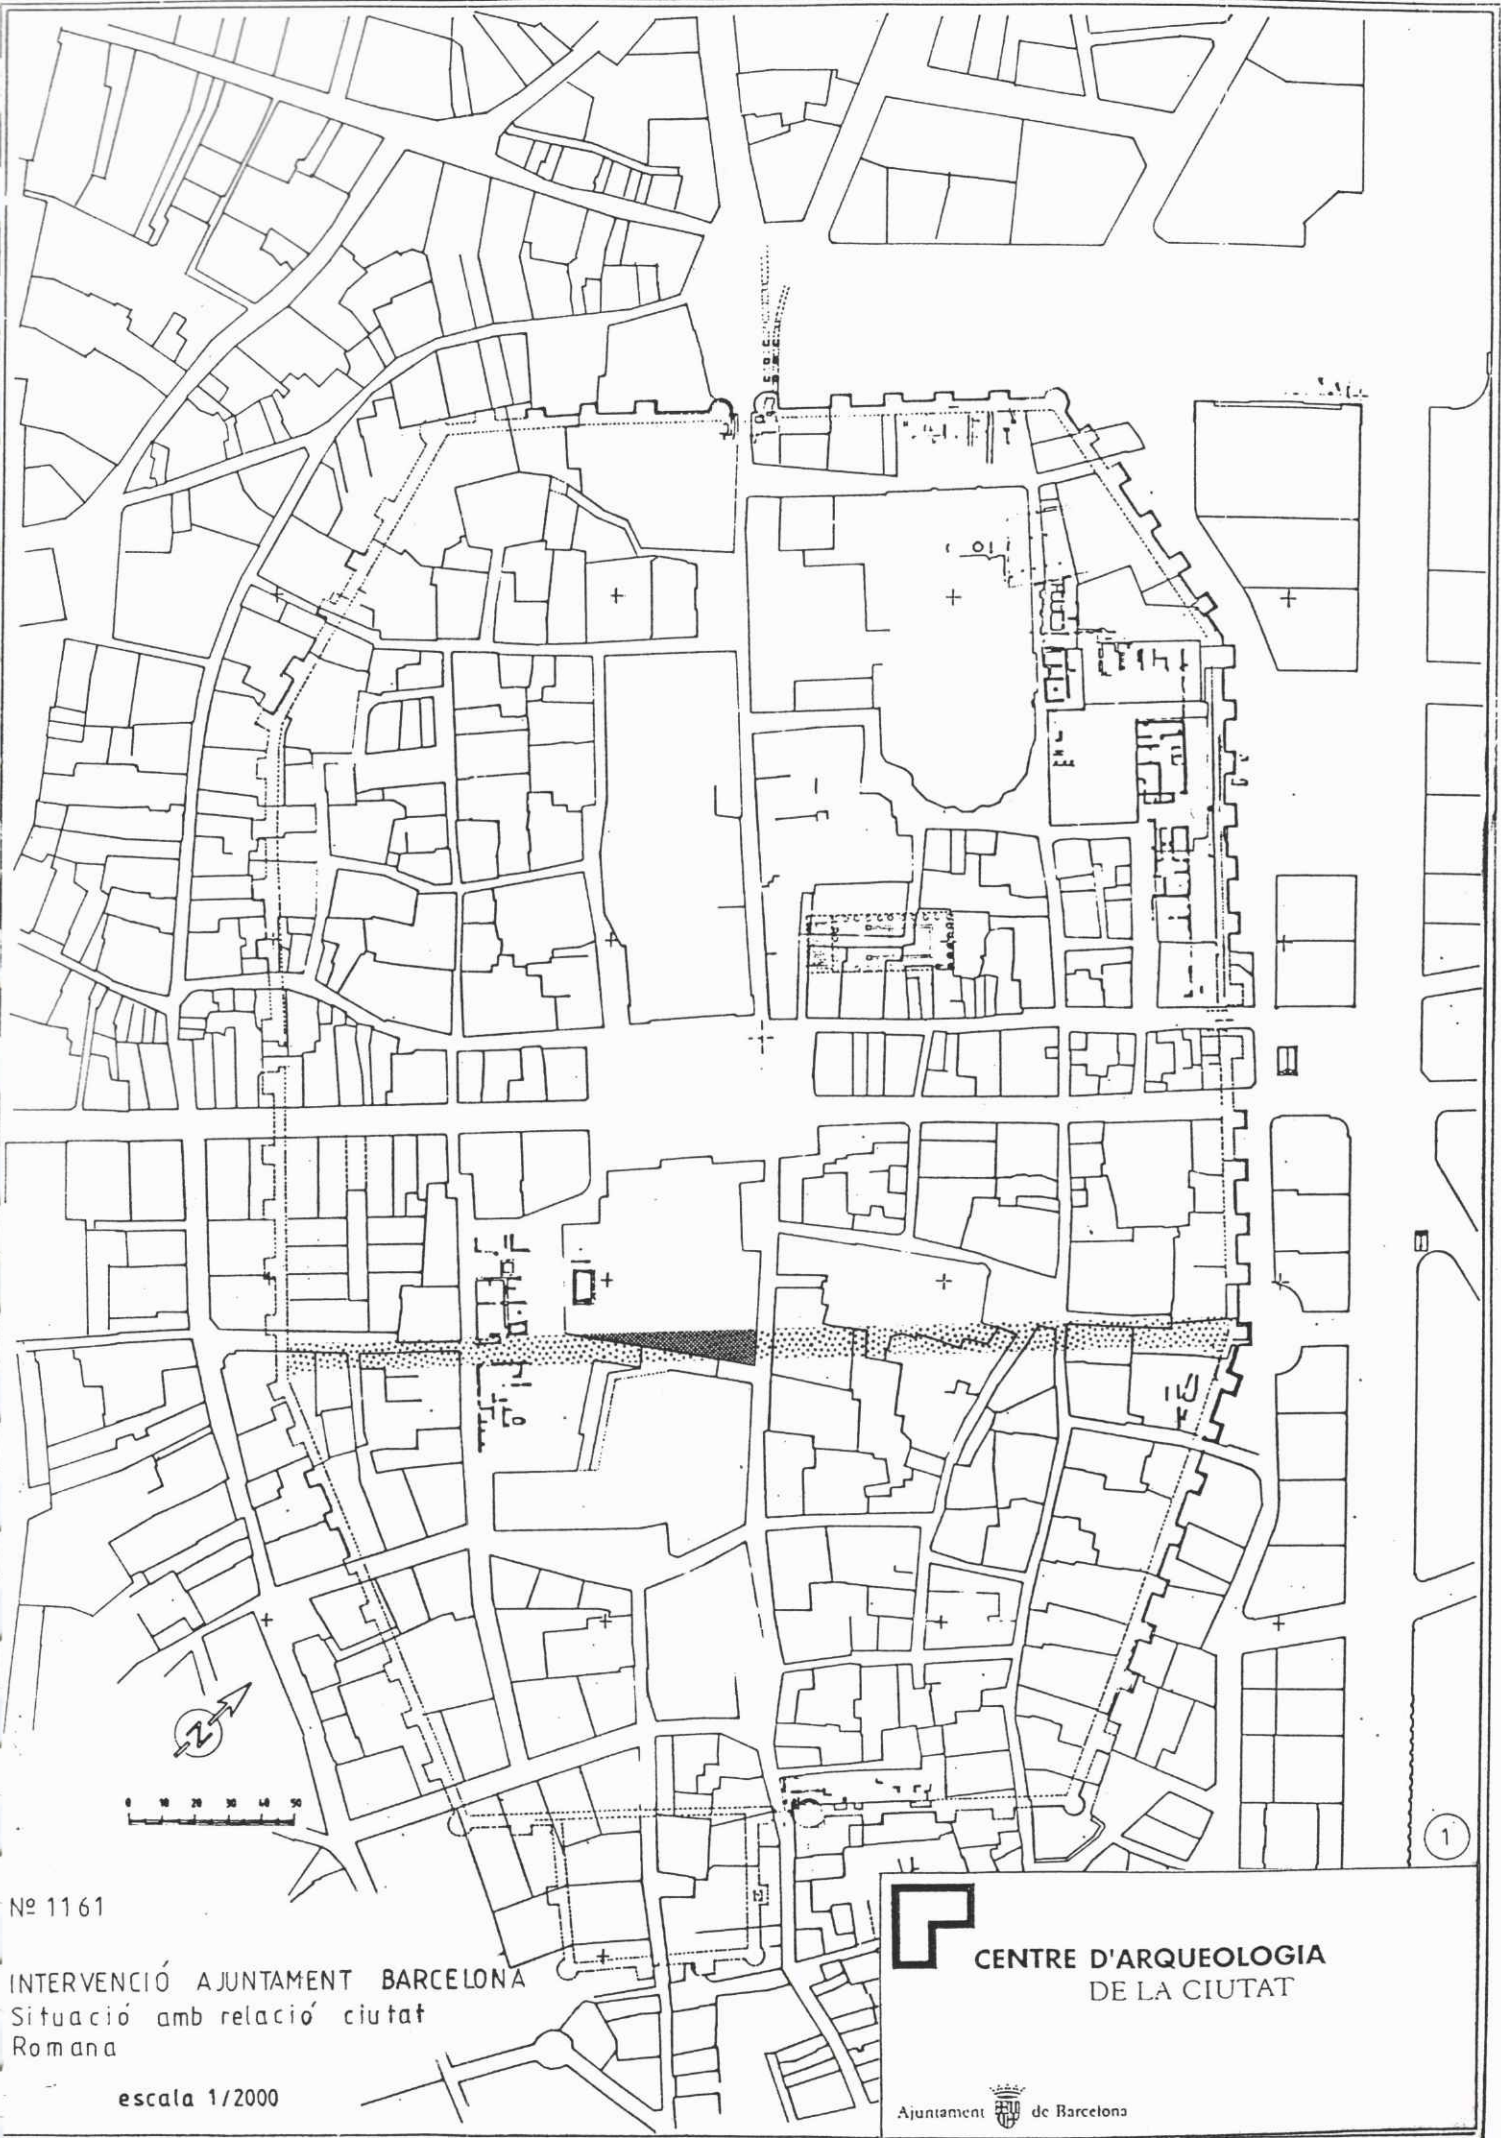 N
0 10 20 30 40 50
1
Nº 1161
INTERVENCIÓ AJUNTAMENT BARCELONA
Situació amb relació ciutat
Romana
escala 1/2000
CENTRE D'ARQUEOLOGIA
DE LA CIUTAT
Ajuntament de Barcelona